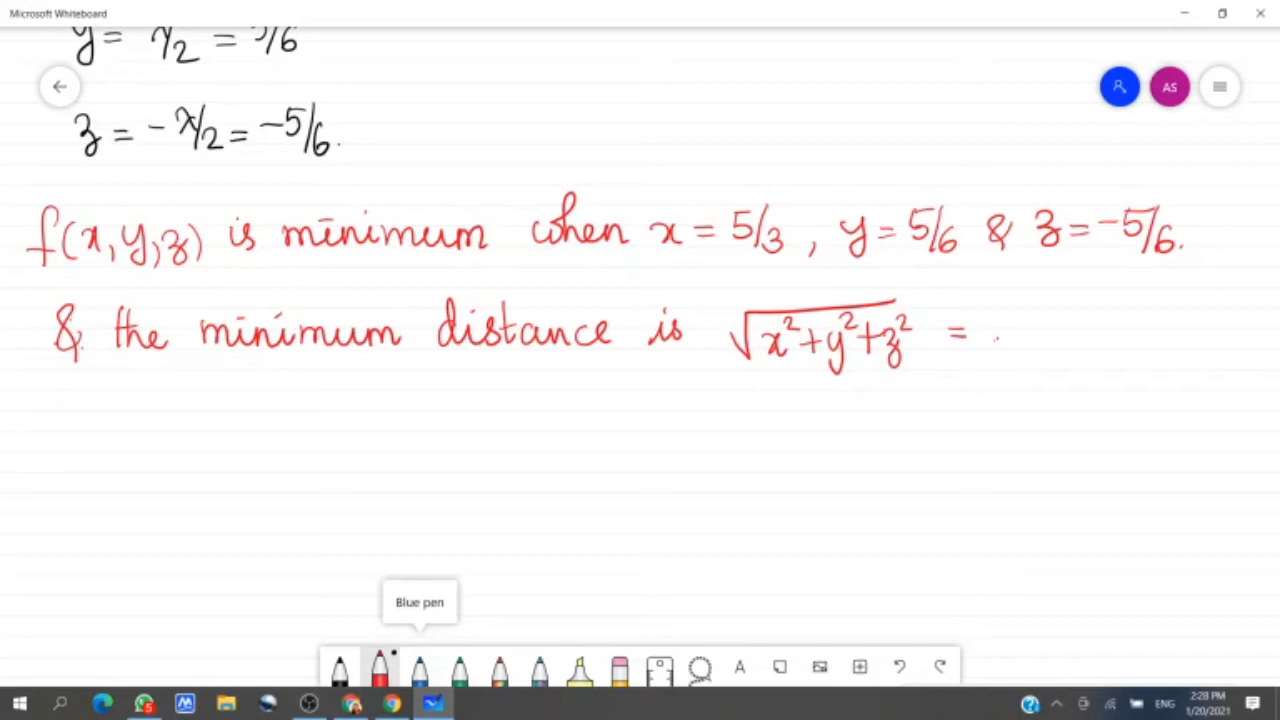 Microsoft Whiteboard
y = λ/2 = 5/6
z = -λ/2 = -5/6.
AS
f(x,y,z) is minimum when x = 5/3, y = 5/6 & z = -5/6.
& the minimum distance is √x²+y²+z² =
Blue pen
A
5
ENG
2:28 PM
1/20/2021